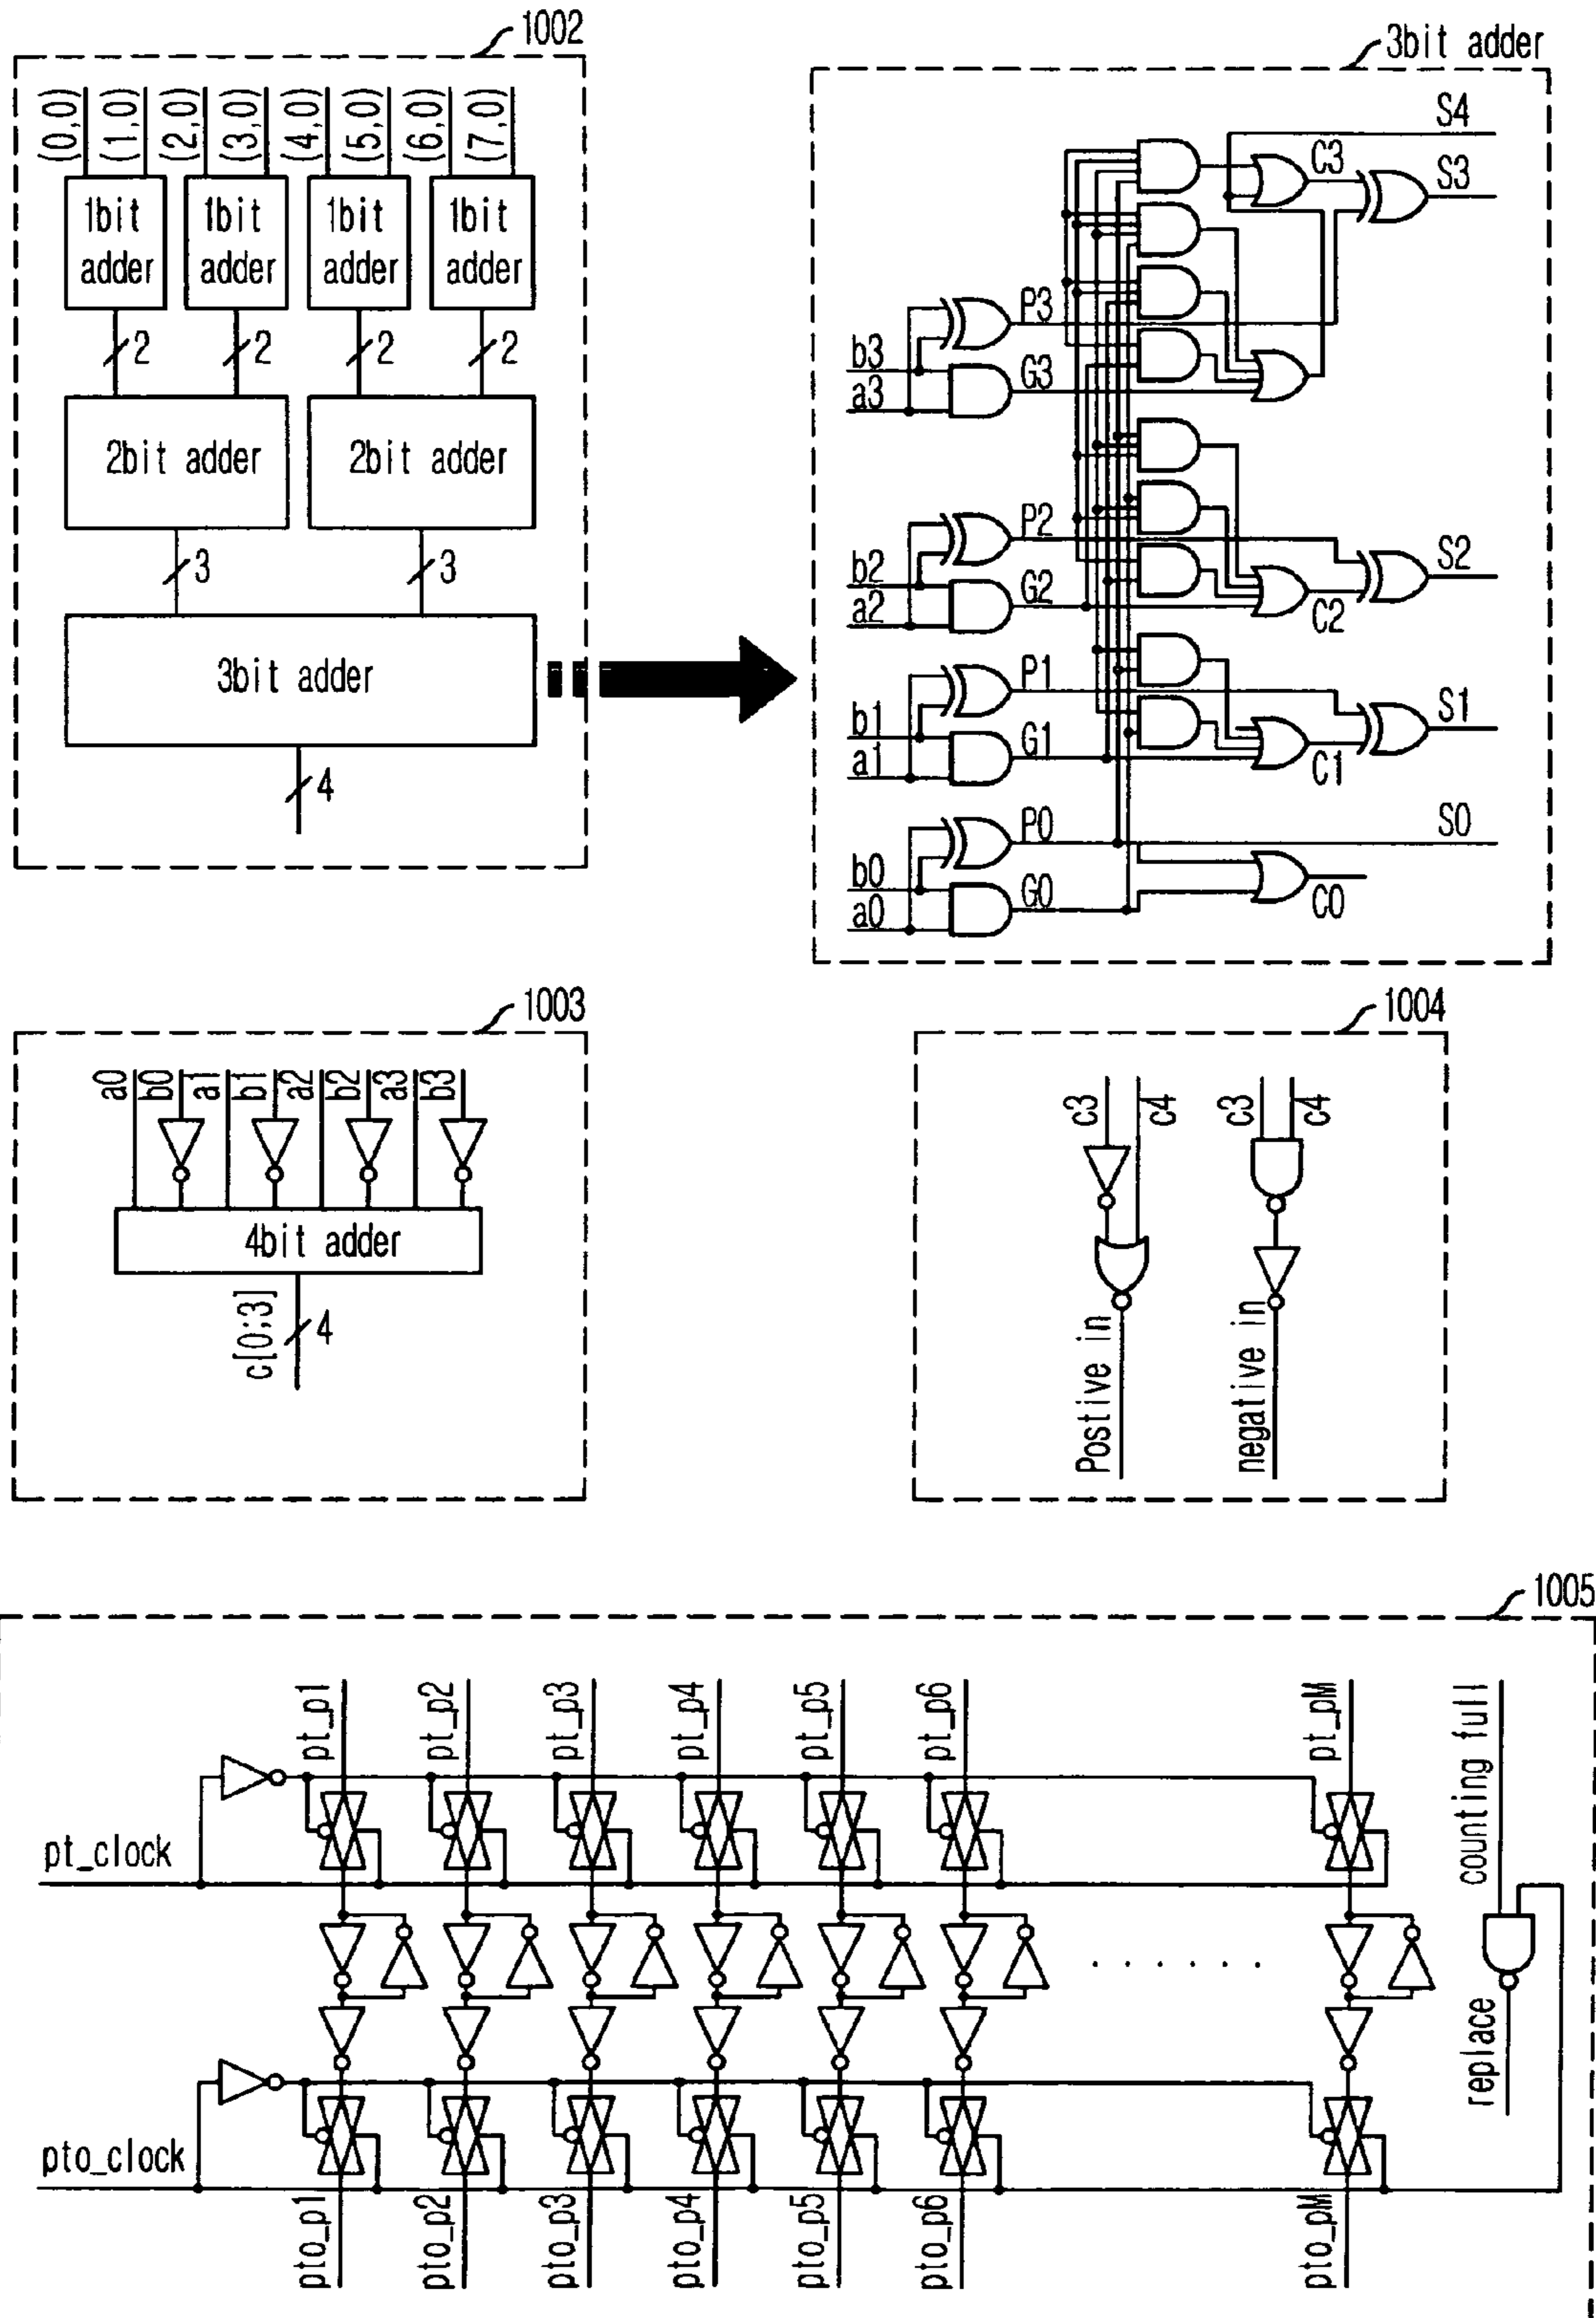 1002
(0,0) (1,0) (2,0) (3,0) (4,0) (5,0) (6,0) (7,0)
1bit adder 1bit adder 1bit adder 1bit adder
2 2 2 2
2bit adder 2bit adder
3 3
3bit adder
4
3bit adder
S4
C3 S3
P3
b3
G3
a3
P2 S2
b2
G2 C2
a2
P1 S1
b1
G1 C1
a1
P0 S0
b0
G0 C0
a0
1003
a0 b0 a1 b1 a2 b2 a3 b3
4bit adder
c[0;3] 4
1004
c3 c4 c3 c4
Postive in negative in
1005
pt_p1 pt_p2 pt_p3 pt_p4 pt_p5 pt_p6 pt_pM counting full
pt_clock
. . . . . . .
replace
pto_clock
pto_p1 pto_p2 pto_p3 pto_p4 pto_p5 pto_p6 pto_pM